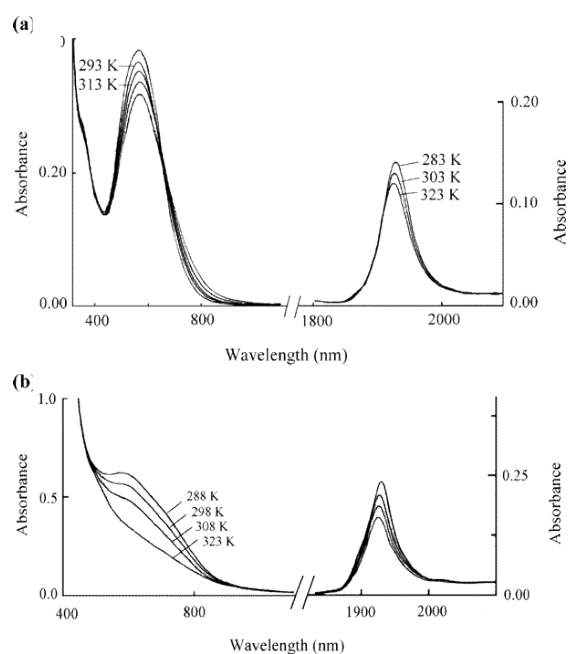 (a)
0
293 K
313 K
0.20
0.00
Absorbance
400
800
1800
2000
Wavelength (nm)
0.20
0.10
0.00
Absorbance
283 K
303 K
323 K
(b)
1.0
0.5
0.0
Absorbance
288 K
298 K
308 K
323 K
400
800
1900
2000
Wavelength (nm)
0.25
0.00
Absorbance